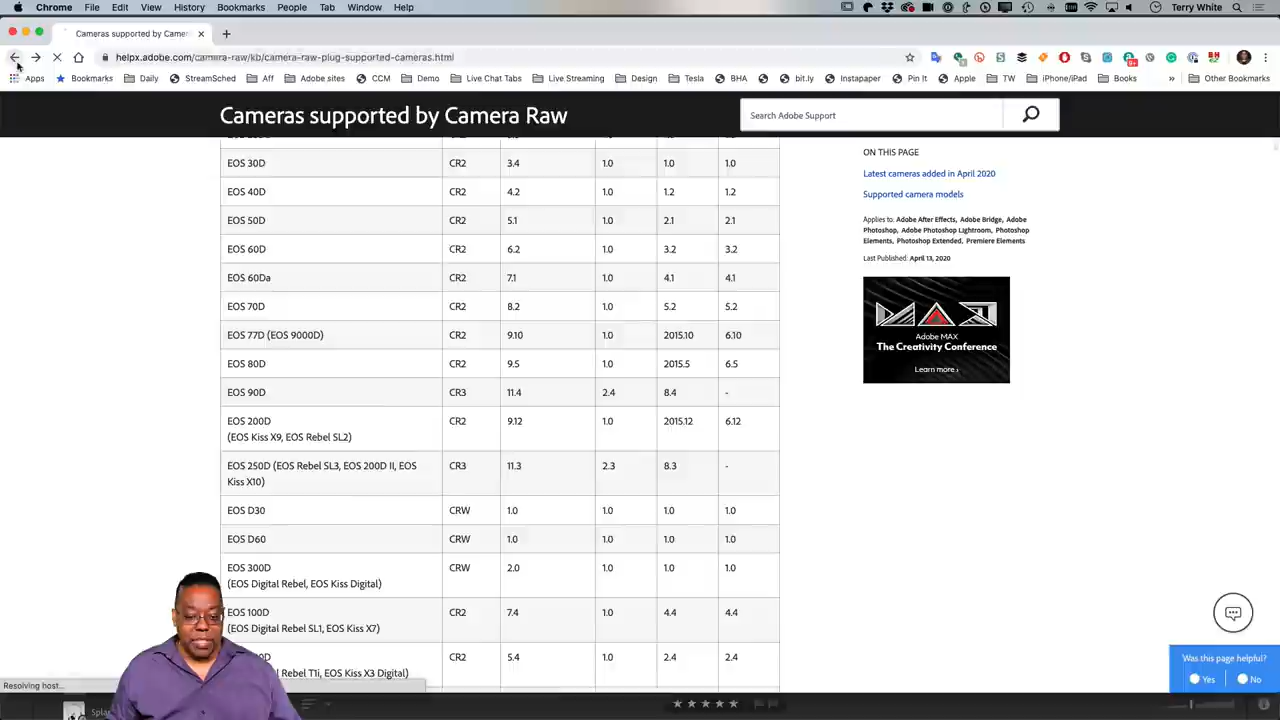 Chrome File Edit View History Bookmarks People Tab Window Help Terry White
Cameras supported by Came
helpx.adobe.com/camera-raw/kb/camera-raw-plug-supported-cameras.html
Apps Bookmarks Daily StreamSched Aff Adobe sites CCM Demo Live Chat Tabs Live Streaming Design Tesla BHA bit.ly Instapaper Pin It Apple TW iPhone/iPad Books » Other Bookmarks
Cameras supported by Camera Raw
Search Adobe Support
EOS 30D CR2 3.4 1.0 1.0 1.0
EOS 40D CR2 4.2 1.0 1.2 1.2
EOS 50D CR2 5.1 1.0 2.1 2.1
EOS 60D CR2 6.2 1.0 3.2 3.2
EOS 60Da CR2 7.1 1.0 4.1 4.1
EOS 70D CR2 8.2 1.0 5.2 5.2
EOS 77D (EOS 9000D) CR2 9.10 1.0 2015.10 6.10
EOS 80D CR2 9.5 1.0 2015.5 6.5
EOS 90D CR3 11.4 2.4 8.4 -
EOS 200D CR2 9.12 1.0 2015.12 6.12
(EOS Kiss X9, EOS Rebel SL2)
EOS 250D (EOS Rebel SL3, EOS 200D II, EOS CR3 11.3 2.3 8.3 -
Kiss X10)
EOS D30 CRW 1.0 1.0 1.0 1.0
EOS D60 CRW 1.0 1.0 1.0 1.0
EOS 300D CRW 2.0 1.0 1.0 1.0
(EOS Digital Rebel, EOS Kiss Digital)
EOS 100D CR2 7.4 1.0 4.4 4.4
(EOS Digital Rebel SL1, EOS Kiss X7)
CR2 5.4 1.0 2.4 2.4
Rebel T1i, EOS Kiss X3 Digital)
ON THIS PAGE
Latest cameras added in April 2020
Supported camera models
Applies to: Adobe After Effects, Adobe Bridge, Adobe
Photoshop, Adobe Photoshop Lightroom, Photoshop
Elements, Photoshop Extended, Premiere Elements
Last Published: April 13, 2020
MAX
Adobe MAX
The Creativity Conference
Learn more ›
Was this page helpful?
Yes No
Resolving host...